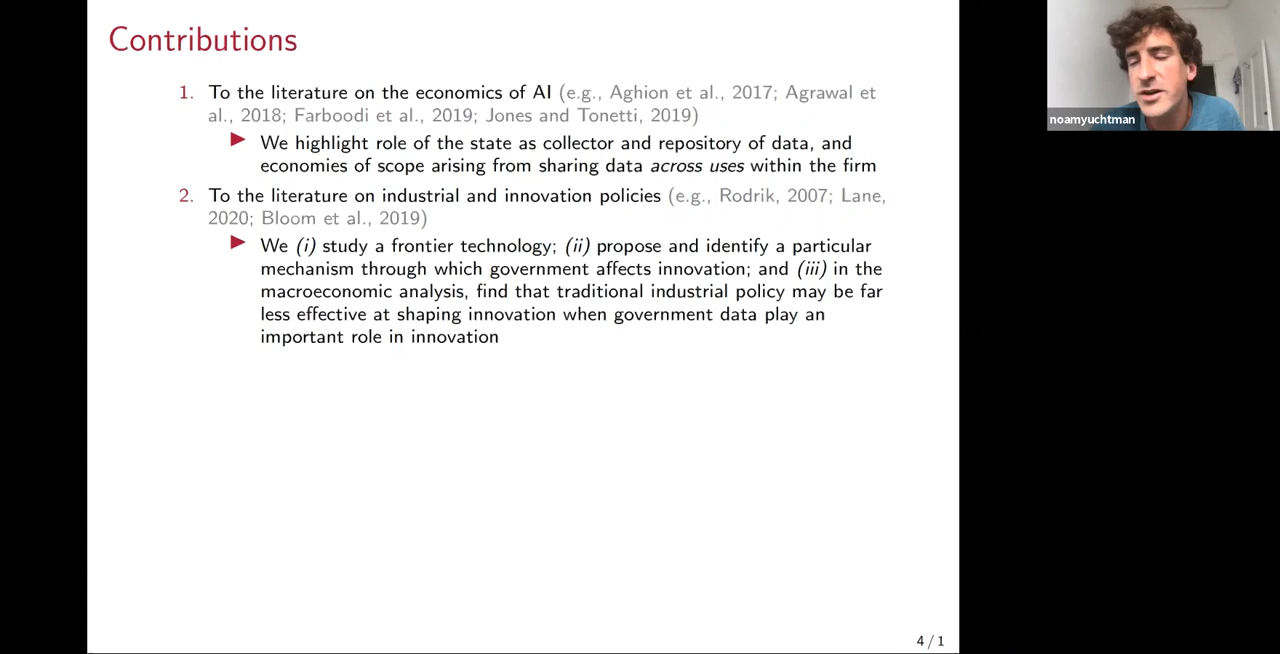 Contributions
1. To the literature on the economics of AI (e.g., Aghion et al., 2017; Agrawal et
al., 2018; Farboodi et al., 2019; Jones and Tonetti, 2019)
We highlight role of the state as collector and repository of data, and
economies of scope arising from sharing data across uses within the firm
2. To the literature on industrial and innovation policies (e.g., Rodrik, 2007; Lane,
2020; Bloom et al., 2019)
We (i) study a frontier technology; (ii) propose and identify a particular
mechanism through which government affects innovation; and (iii) in the
macroeconomic analysis, find that traditional industrial policy may be far
less effective at shaping innovation when government data play an
important role in innovation
4 / 1
noamyuchtman